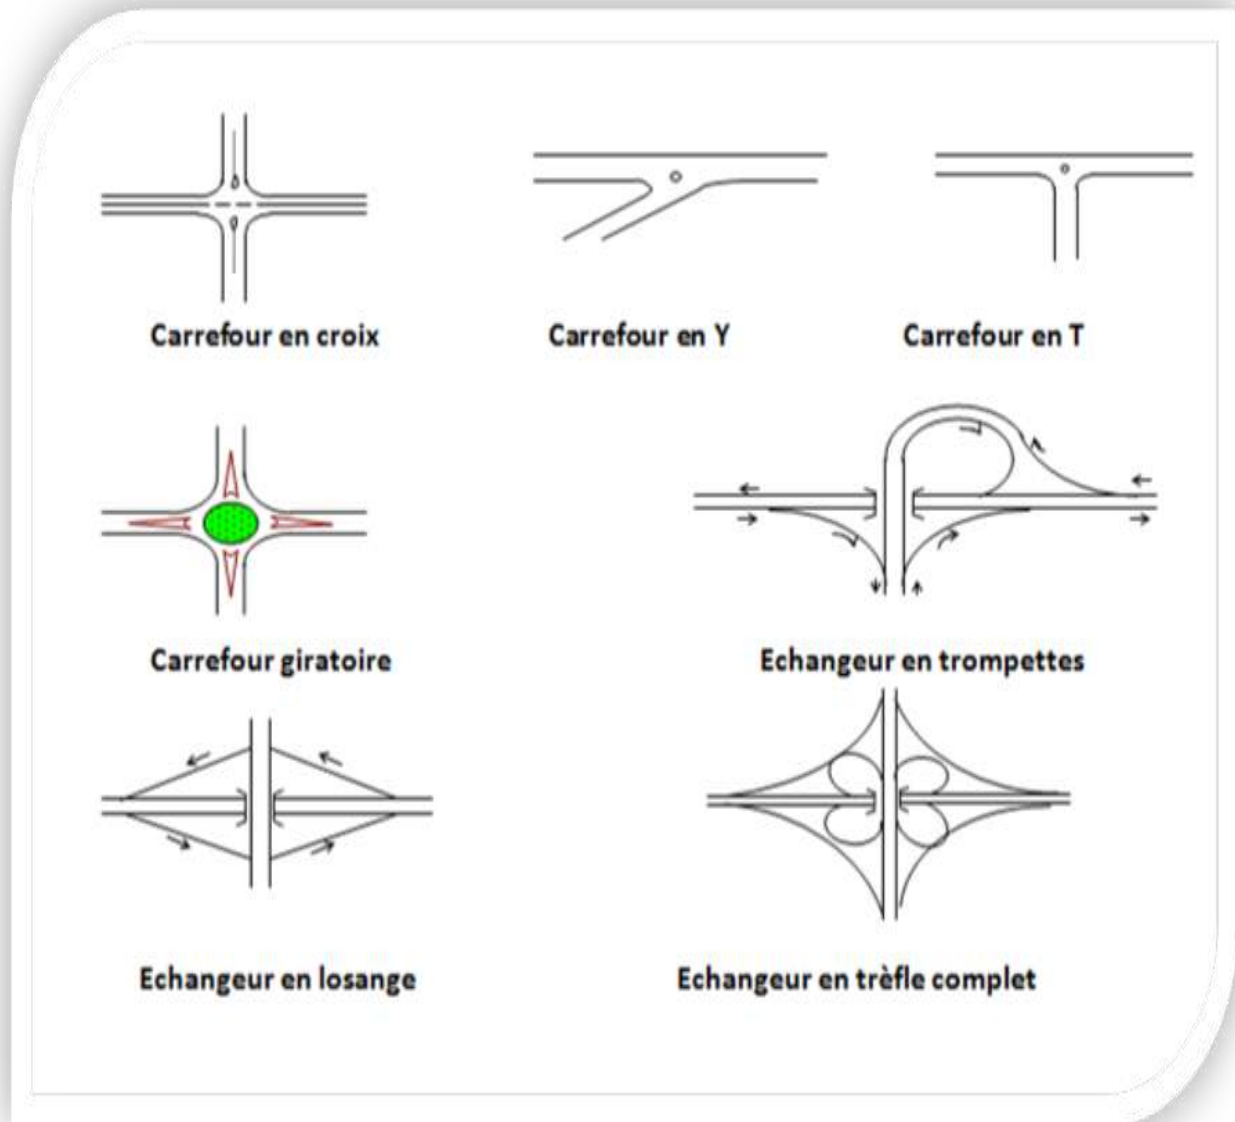 Carrefour en croix
Carrefour en Y
Carrefour en T
Carrefour giratoire
Echangeur en trompettes
Echangeur en losange
Echangeur en trèfle complet